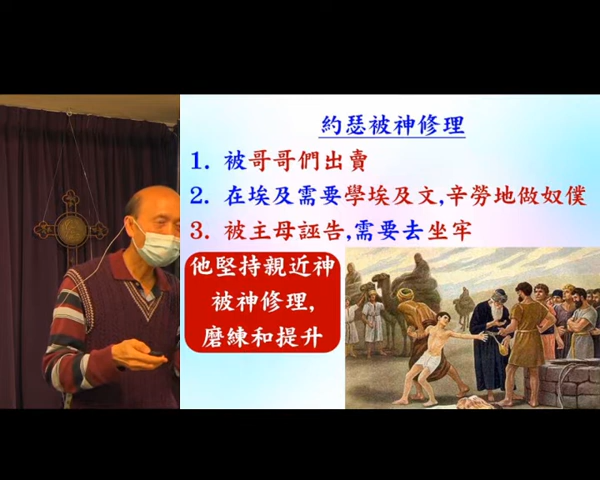 約瑟被神修理
1. 被哥哥們出賣
2. 在埃及需要學埃及文,辛勞地做奴僕
3. 被主母誣告,需要去坐牢
他堅持親近神
被神修理,
磨練和提升